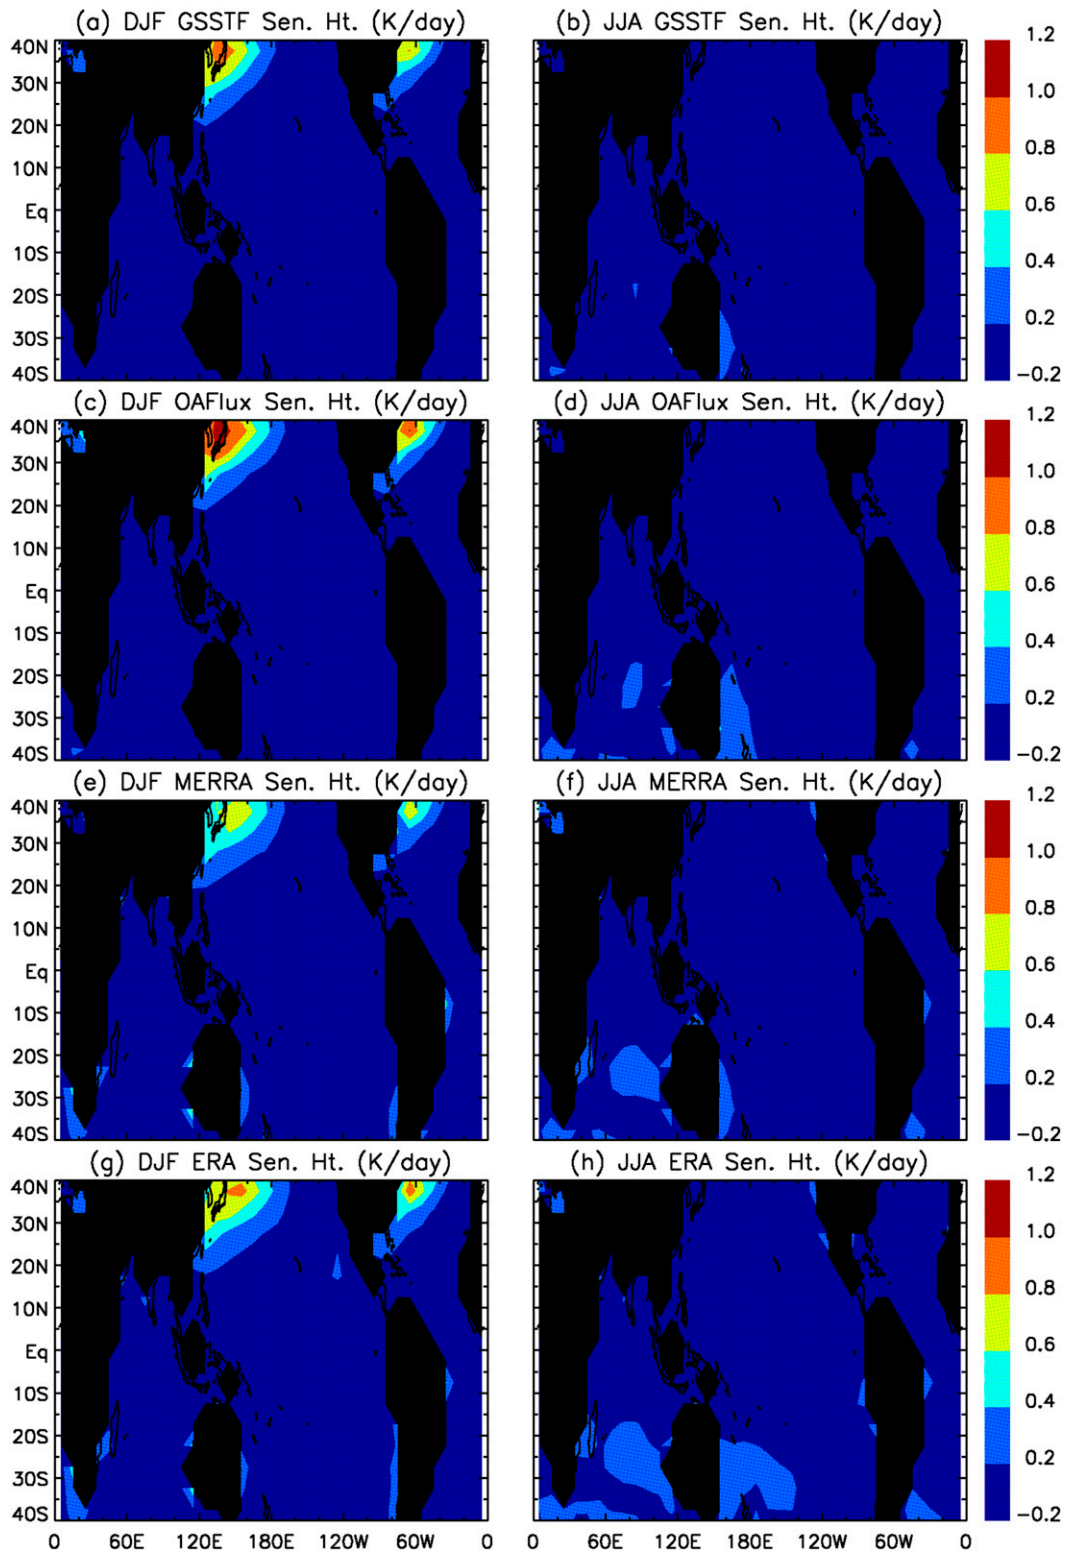 (a) DJF GSSTF Sen. Ht. (K/day)
(b) JJA GSSTF Sen. Ht. (K/day)
40N
30N
20N
10N
Eq
10S
20S
30S
40S
1.2
1.0
0.8
0.6
0.4
0.2
−0.2
(c) DJF OAFlux Sen. Ht. (K/day)
(d) JJA OAFlux Sen. Ht. (K/day)
40N
30N
20N
10N
Eq
10S
20S
30S
40S
1.2
1.0
0.8
0.6
0.4
0.2
−0.2
(e) DJF MERRA Sen. Ht. (K/day)
(f) JJA MERRA Sen. Ht. (K/day)
40N
30N
20N
10N
Eq
10S
20S
30S
40S
1.2
1.0
0.8
0.6
0.4
0.2
−0.2
(g) DJF ERA Sen. Ht. (K/day)
(h) JJA ERA Sen. Ht. (K/day)
40N
30N
20N
10N
Eq
10S
20S
30S
40S
1.2
1.0
0.8
0.6
0.4
0.2
−0.2
0 60E 120E 180E 120W 60W 0
0 60E 120E 180E 120W 60W 0